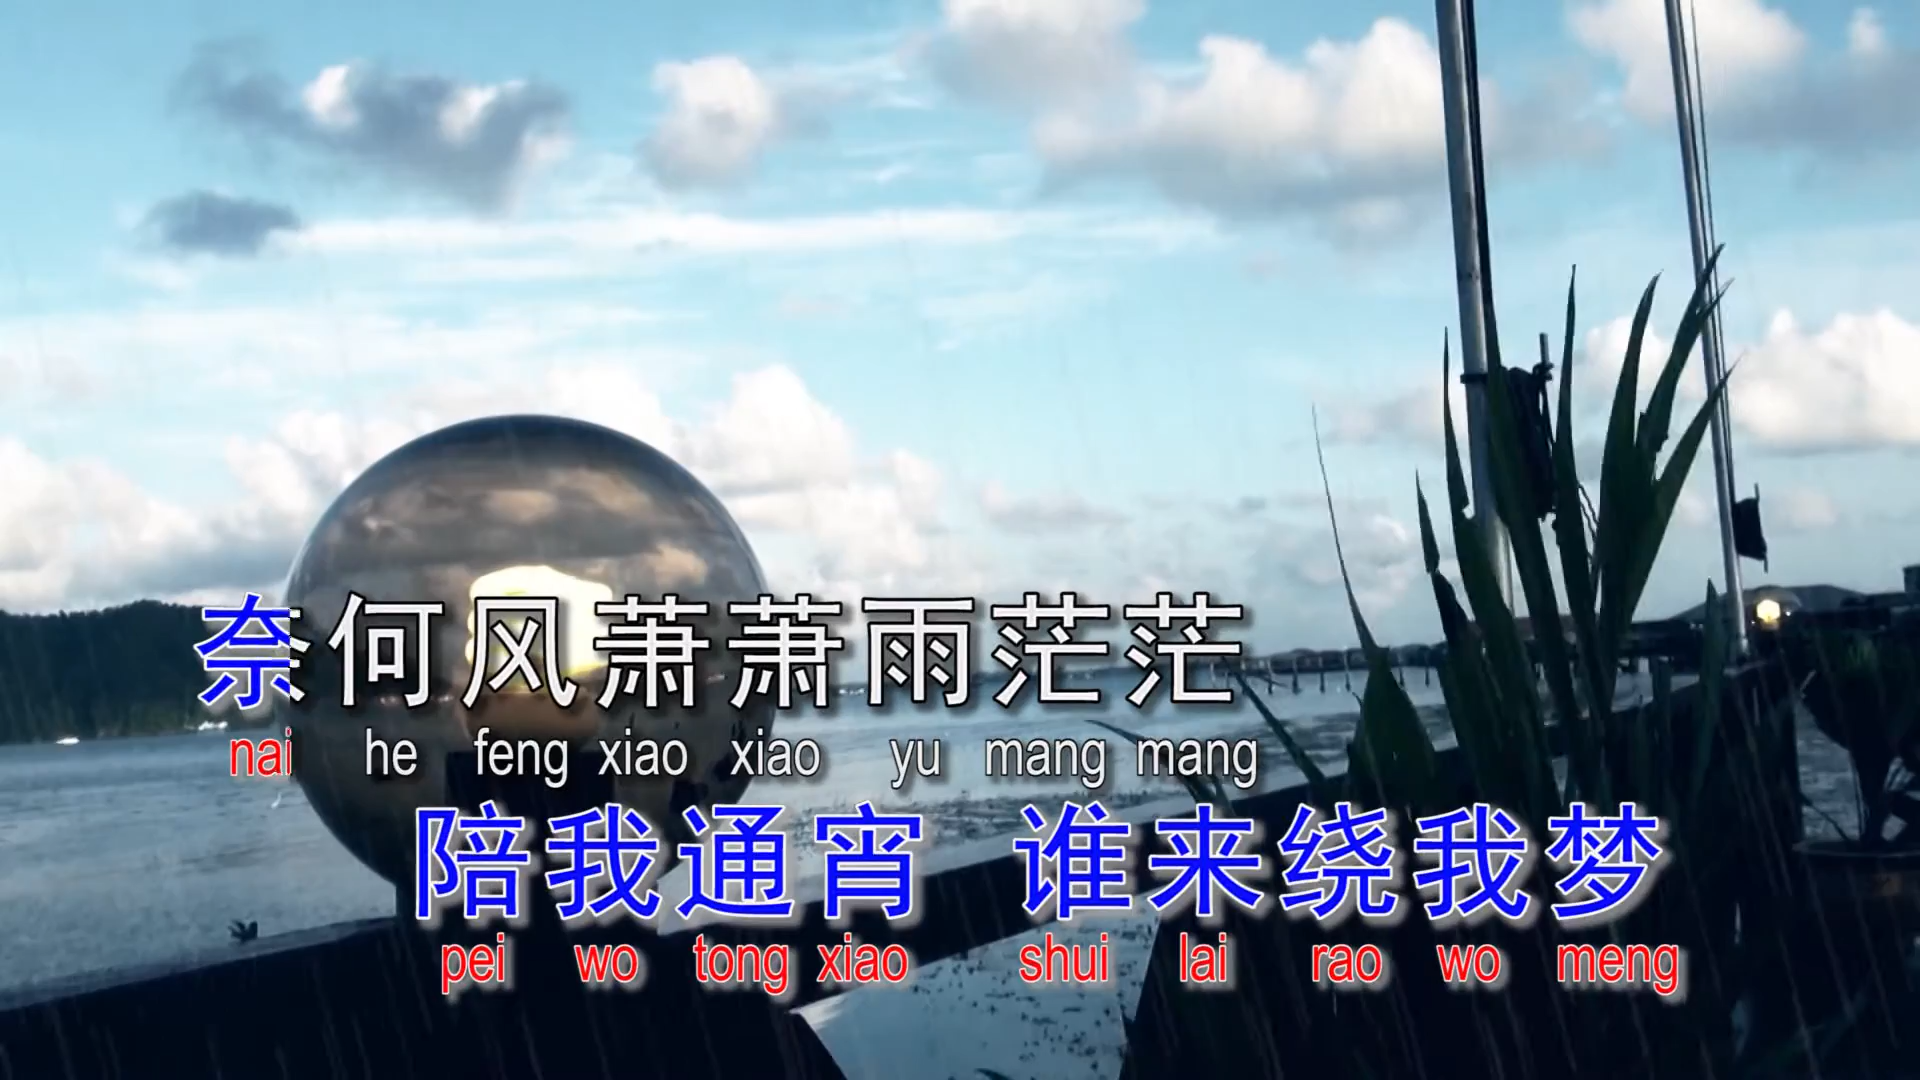 奈何风萧萧雨茫茫
nai he feng xiao xiao yu mang mang
陪我通宵 谁来绕我梦
pei wo tong xiao shui lai rao wo meng